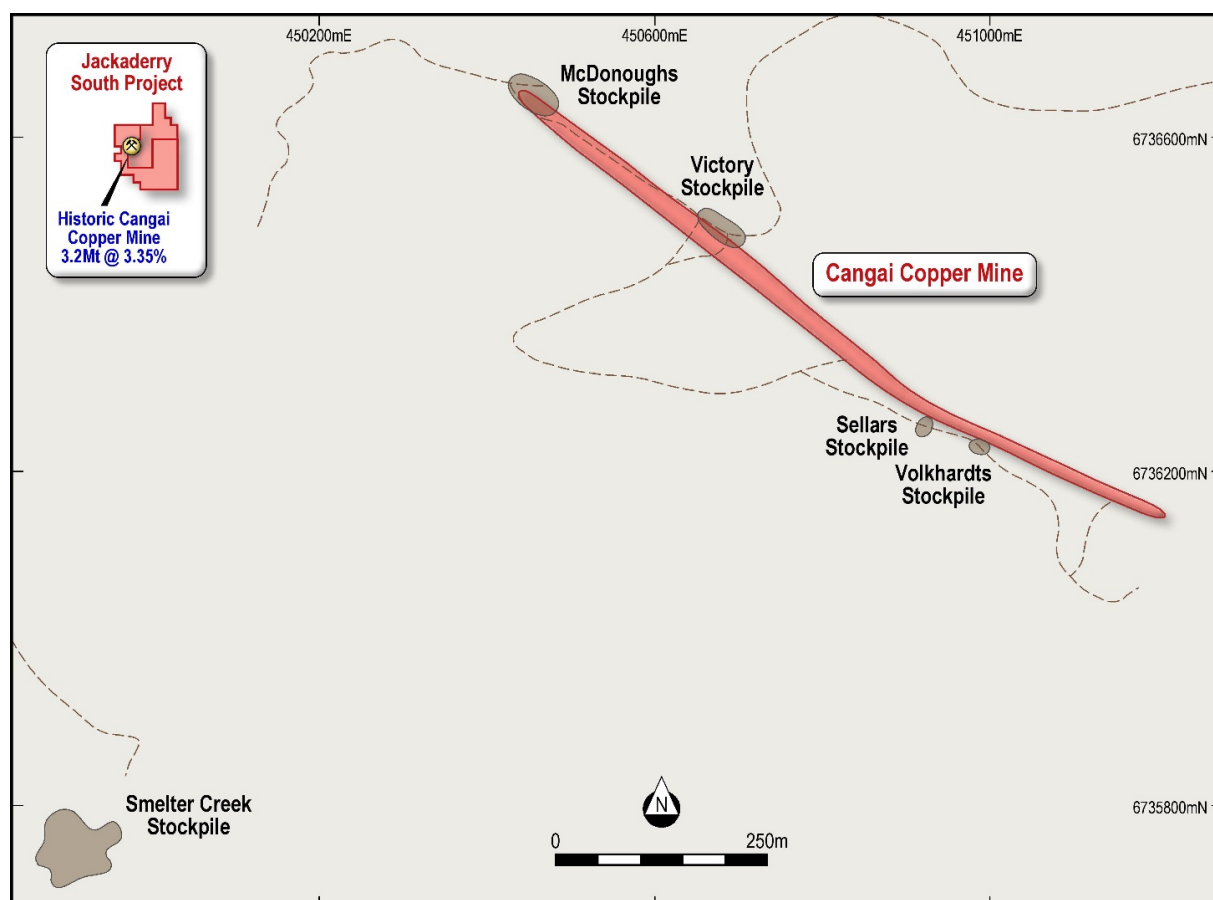 450200mE
450600mE
451000mE
Jackaderry
South Project
Historic Cangai
Copper Mine
3.2Mt @ 3.35%
McDonoughs
Stockpile
6736600mN
Victory
Stockpile
Cangai Copper Mine
Sellars
Stockpile
Volkhardts
Stockpile
6736200mN
Smelter Creek
Stockpile
N
6735800mN
0
250m